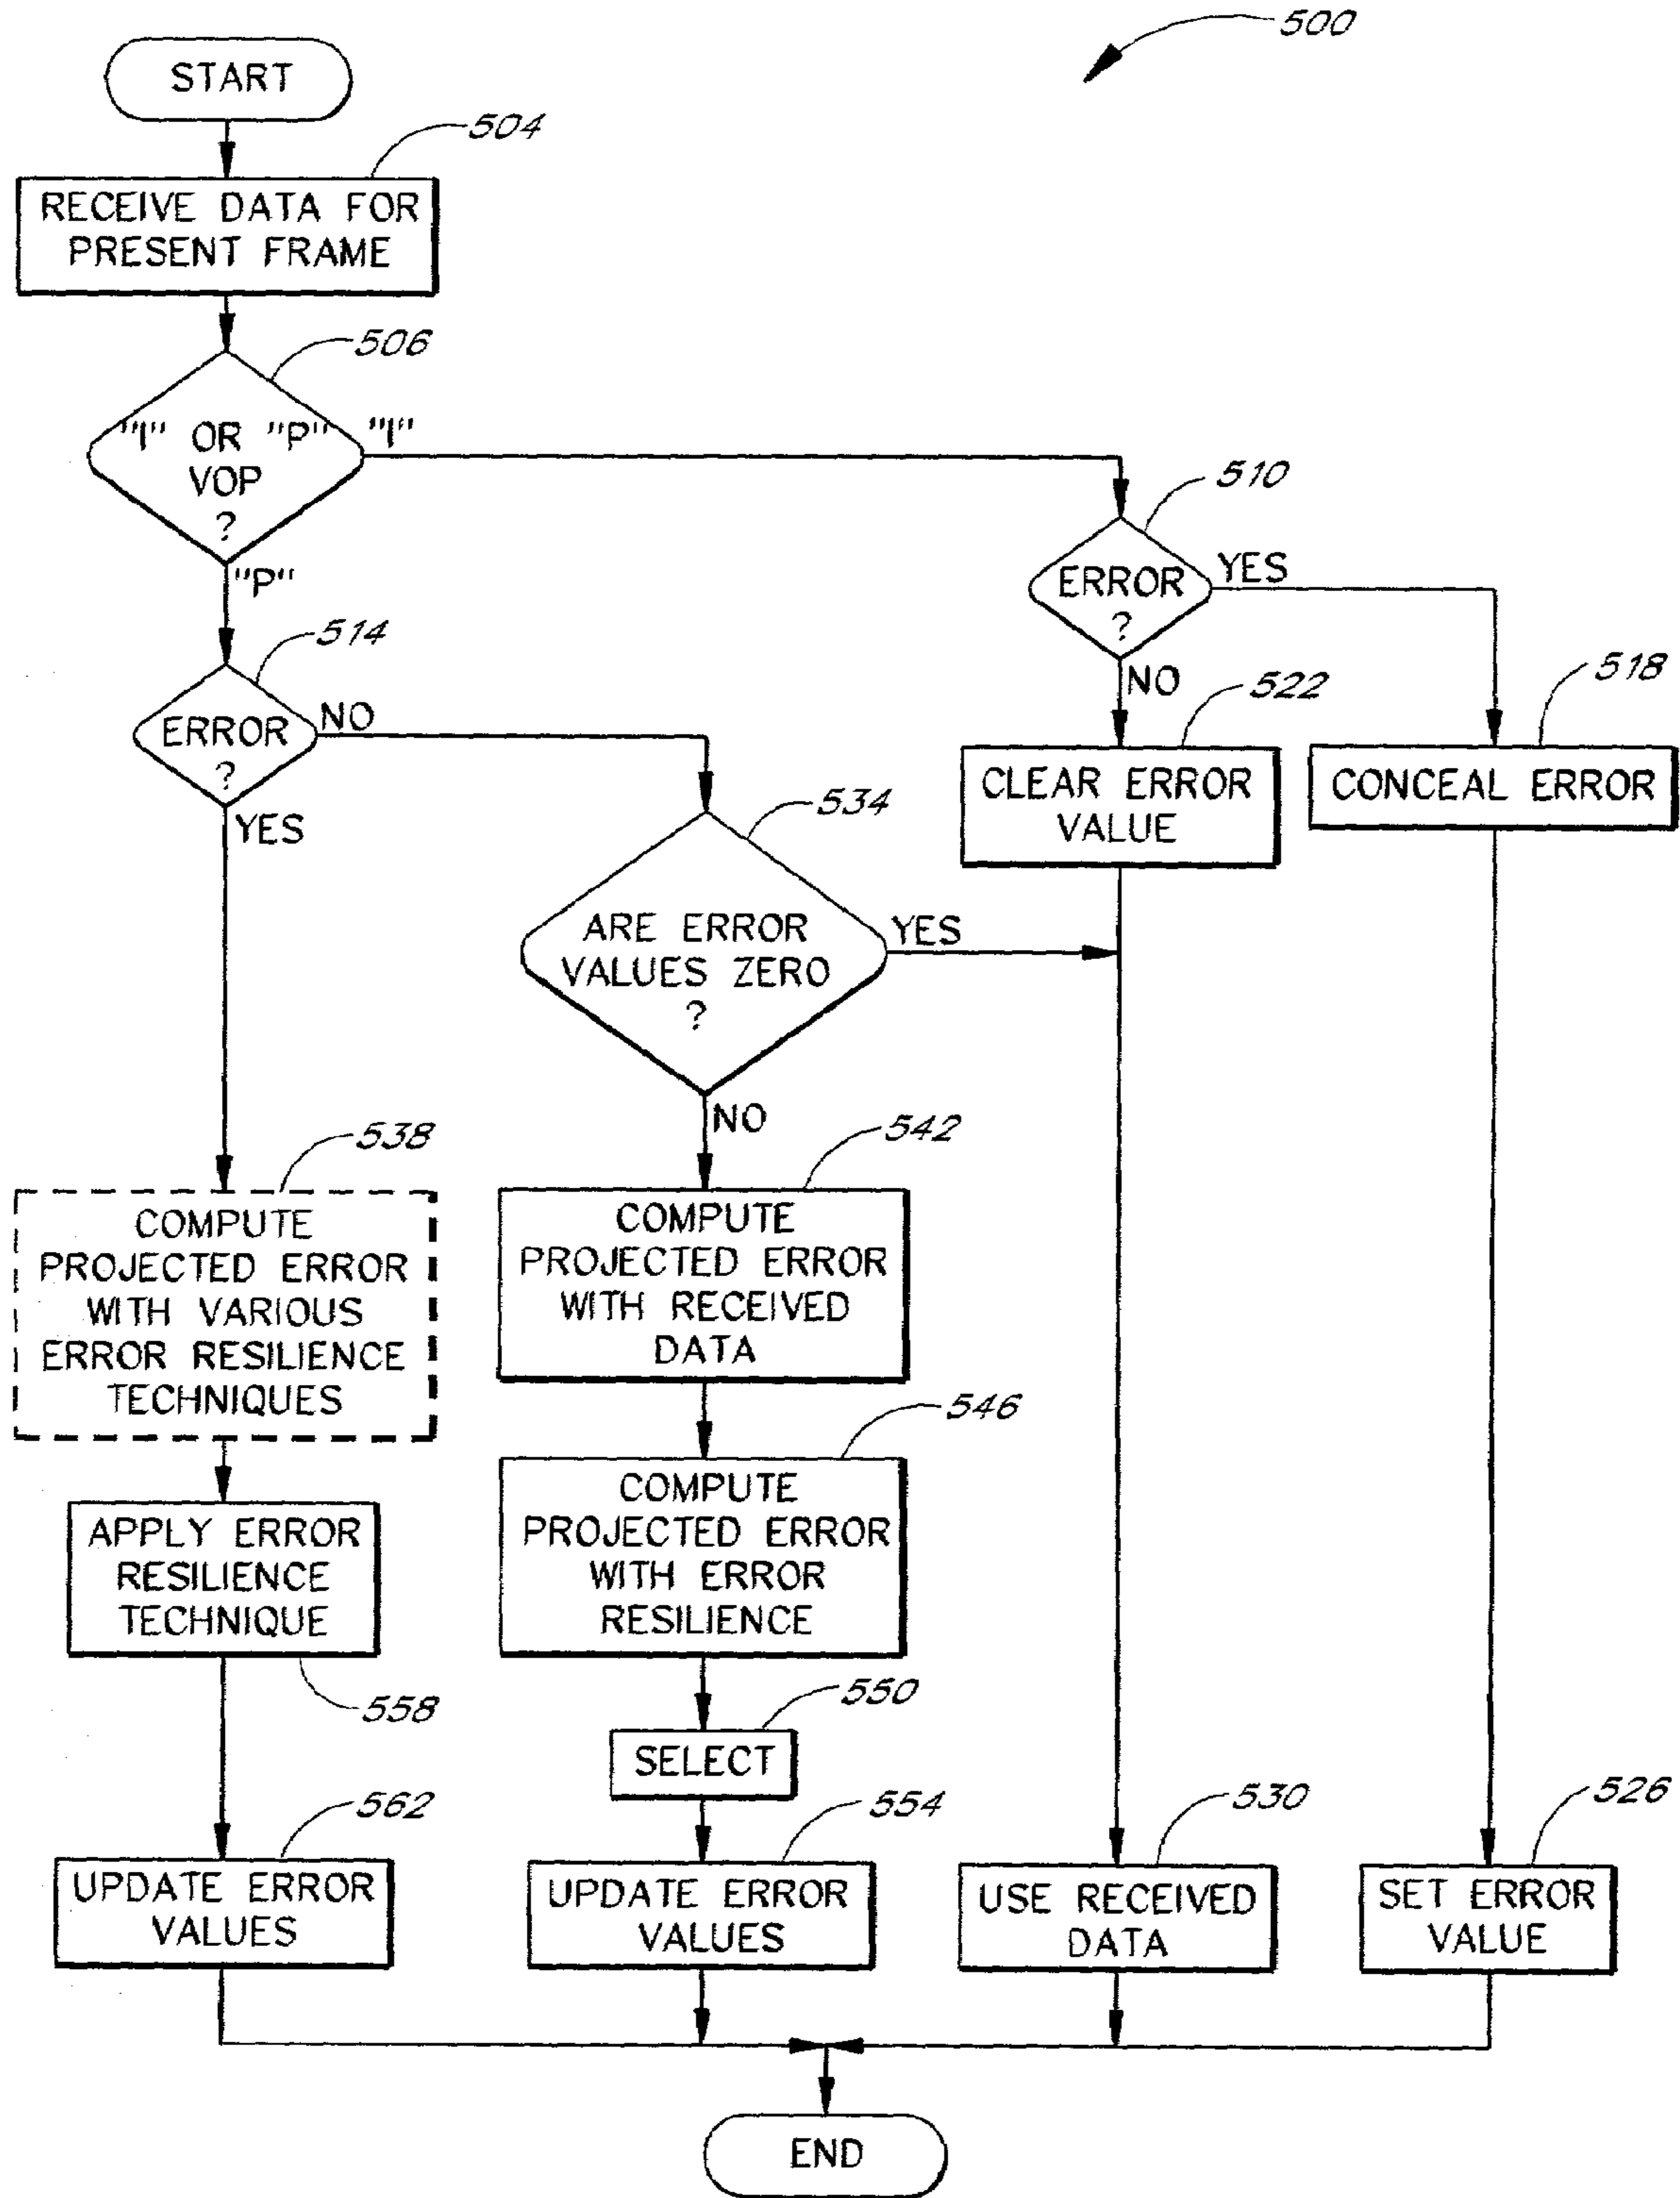 500
START
504
RECEIVE DATA FOR
PRESENT FRAME
506
"I" OR "P"
VOP
?
"I"
"P"
510
ERROR
?
YES
NO
514
ERROR
?
NO
YES
522
CLEAR ERROR
VALUE
518
CONCEAL ERROR
534
ARE ERROR
VALUES ZERO
?
YES
NO
538
COMPUTE
PROJECTED ERROR
WITH VARIOUS
ERROR RESILIENCE
TECHNIQUES
542
COMPUTE
PROJECTED ERROR
WITH RECEIVED
DATA
546
COMPUTE
PROJECTED ERROR
WITH ERROR
RESILIENCE
APPLY ERROR
RESILIENCE
TECHNIQUE
558
550
SELECT
562
UPDATE ERROR
VALUES
554
UPDATE ERROR
VALUES
530
USE RECEIVED
DATA
526
SET ERROR
VALUE
END